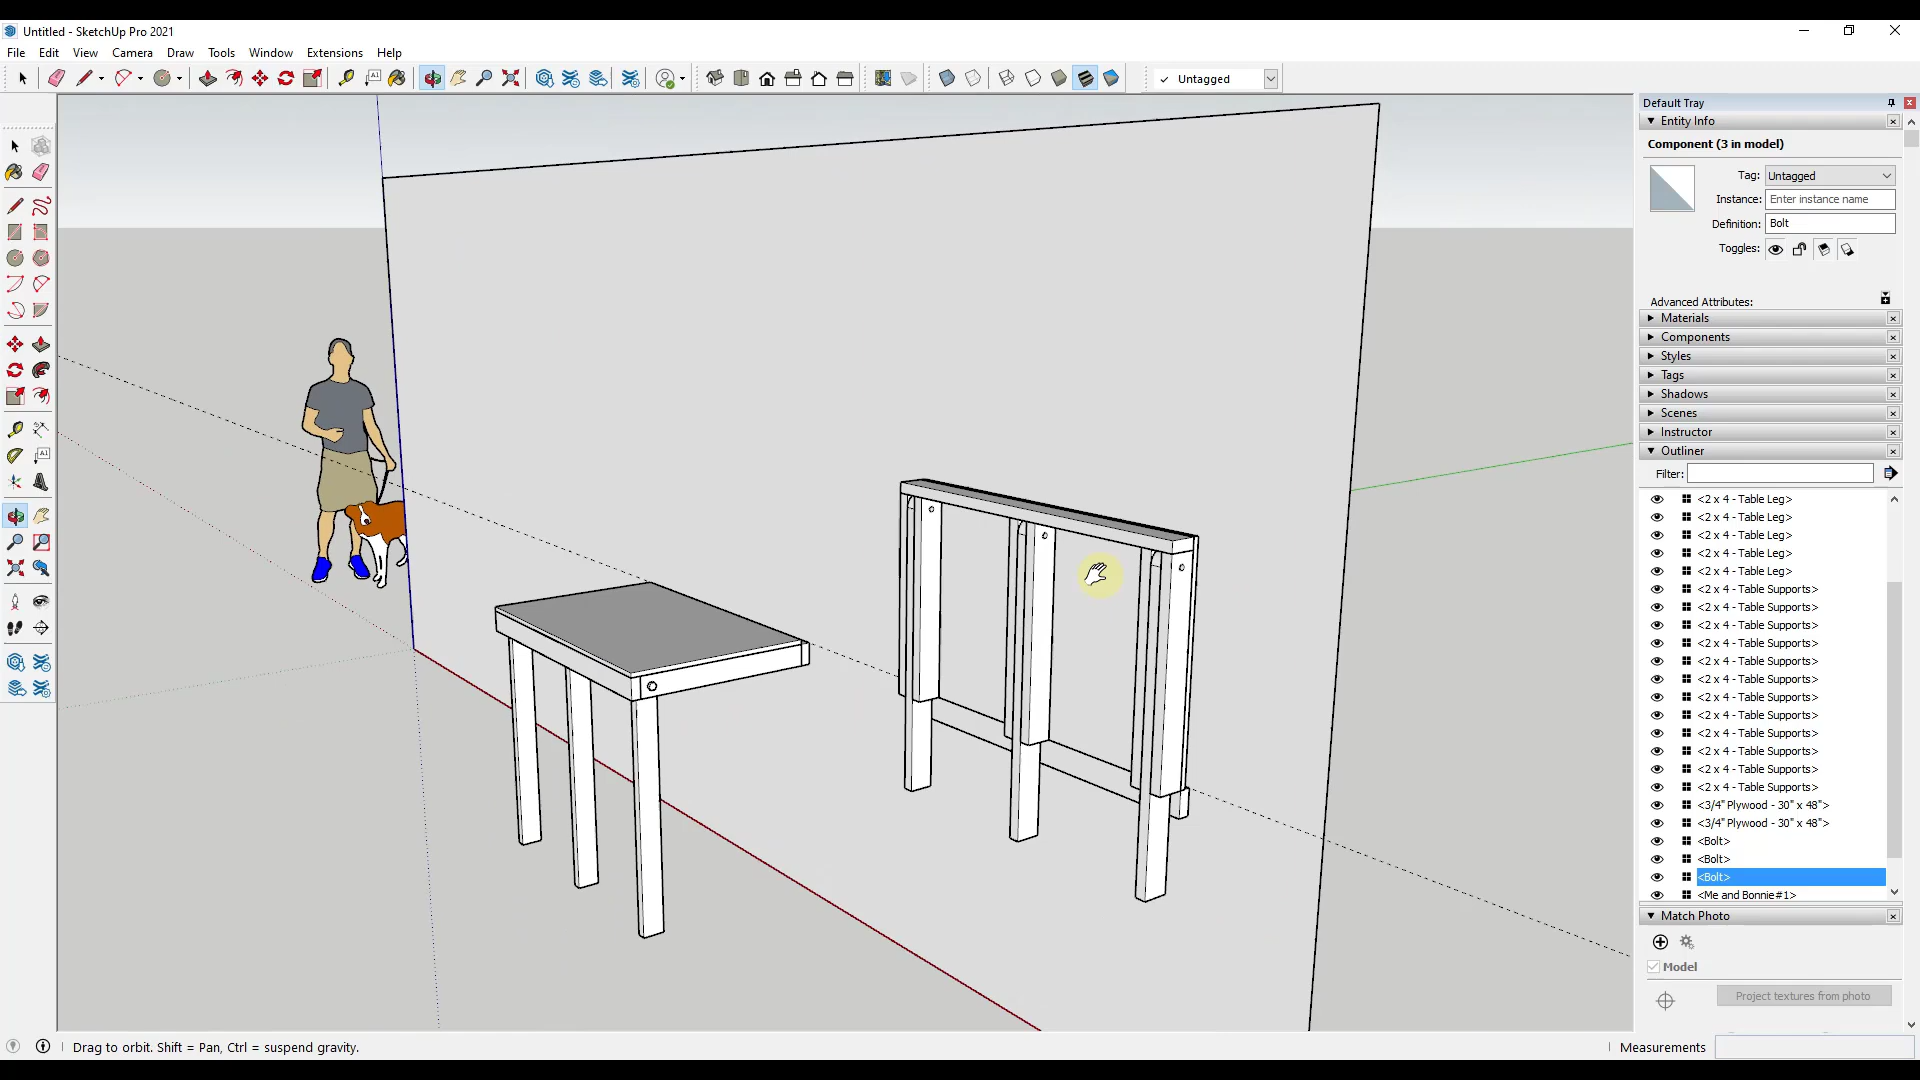 Untitled - SketchUp Pro 2021
File Edit View Camera Draw Tools Window Extensions Help
A1
Untagged
Default Tray
Entity Info
Component (3 in model)
Tag: Untagged
Instance: Enter instance name
Definition: Bolt
Toggles:
Advanced Attributes:
Materials
Components
Styles
Tags
Shadows
Scenes
Instructor
Outliner
Filter:
<2 x 4 - Table Leg>
<2 x 4 - Table Leg>
<2 x 4 - Table Leg>
<2 x 4 - Table Leg>
<2 x 4 - Table Leg>
<2 x 4 - Table Supports>
<2 x 4 - Table Supports>
<2 x 4 - Table Supports>
<2 x 4 - Table Supports>
<2 x 4 - Table Supports>
<2 x 4 - Table Supports>
<2 x 4 - Table Supports>
<2 x 4 - Table Supports>
<2 x 4 - Table Supports>
<2 x 4 - Table Supports>
<2 x 4 - Table Supports>
<2 x 4 - Table Supports>
<3/4" Plywood - 30" x 48">
<3/4" Plywood - 30" x 48">
<Bolt>
<Bolt>
<Bolt>
<Me and Bonnie#1>
Match Photo
Model
Project textures from photo
A1
Drag to orbit. Shift = Pan, Ctrl = suspend gravity.
Measurements